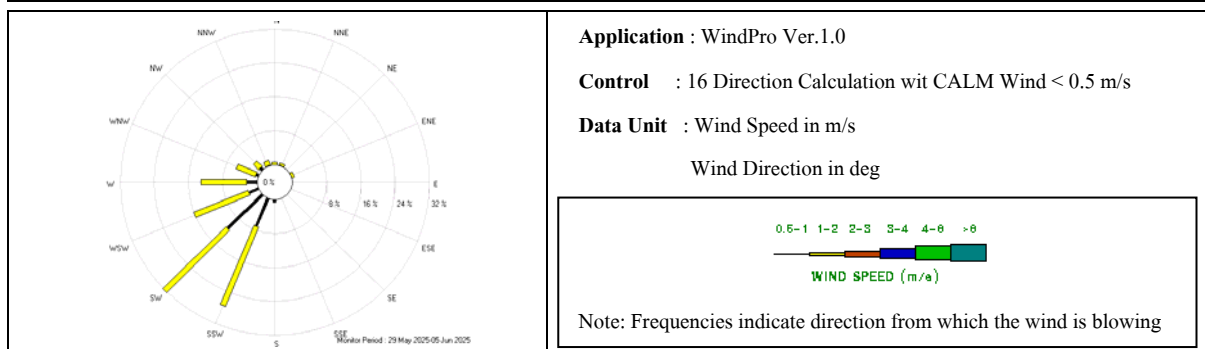 NNW
NNE
NW
NE
WNW
ENE
W
0 %
E
8 %
16 %
24 %
32 %
WSW
ESE
SW
SE
SSW
SSE
S
Monitor Period : 29 May 2025-05 Jun 2025
Application : WindPro Ver.1.0
Control : 16 Direction Calculation wit CALM Wind < 0.5 m/s
Data Unit : Wind Speed in m/s
Wind Direction in deg
0.5-1 1-2 2-3 3-4 4-6 >6
WIND SPEED (m/s)
Note: Frequencies indicate direction from which the wind is blowing